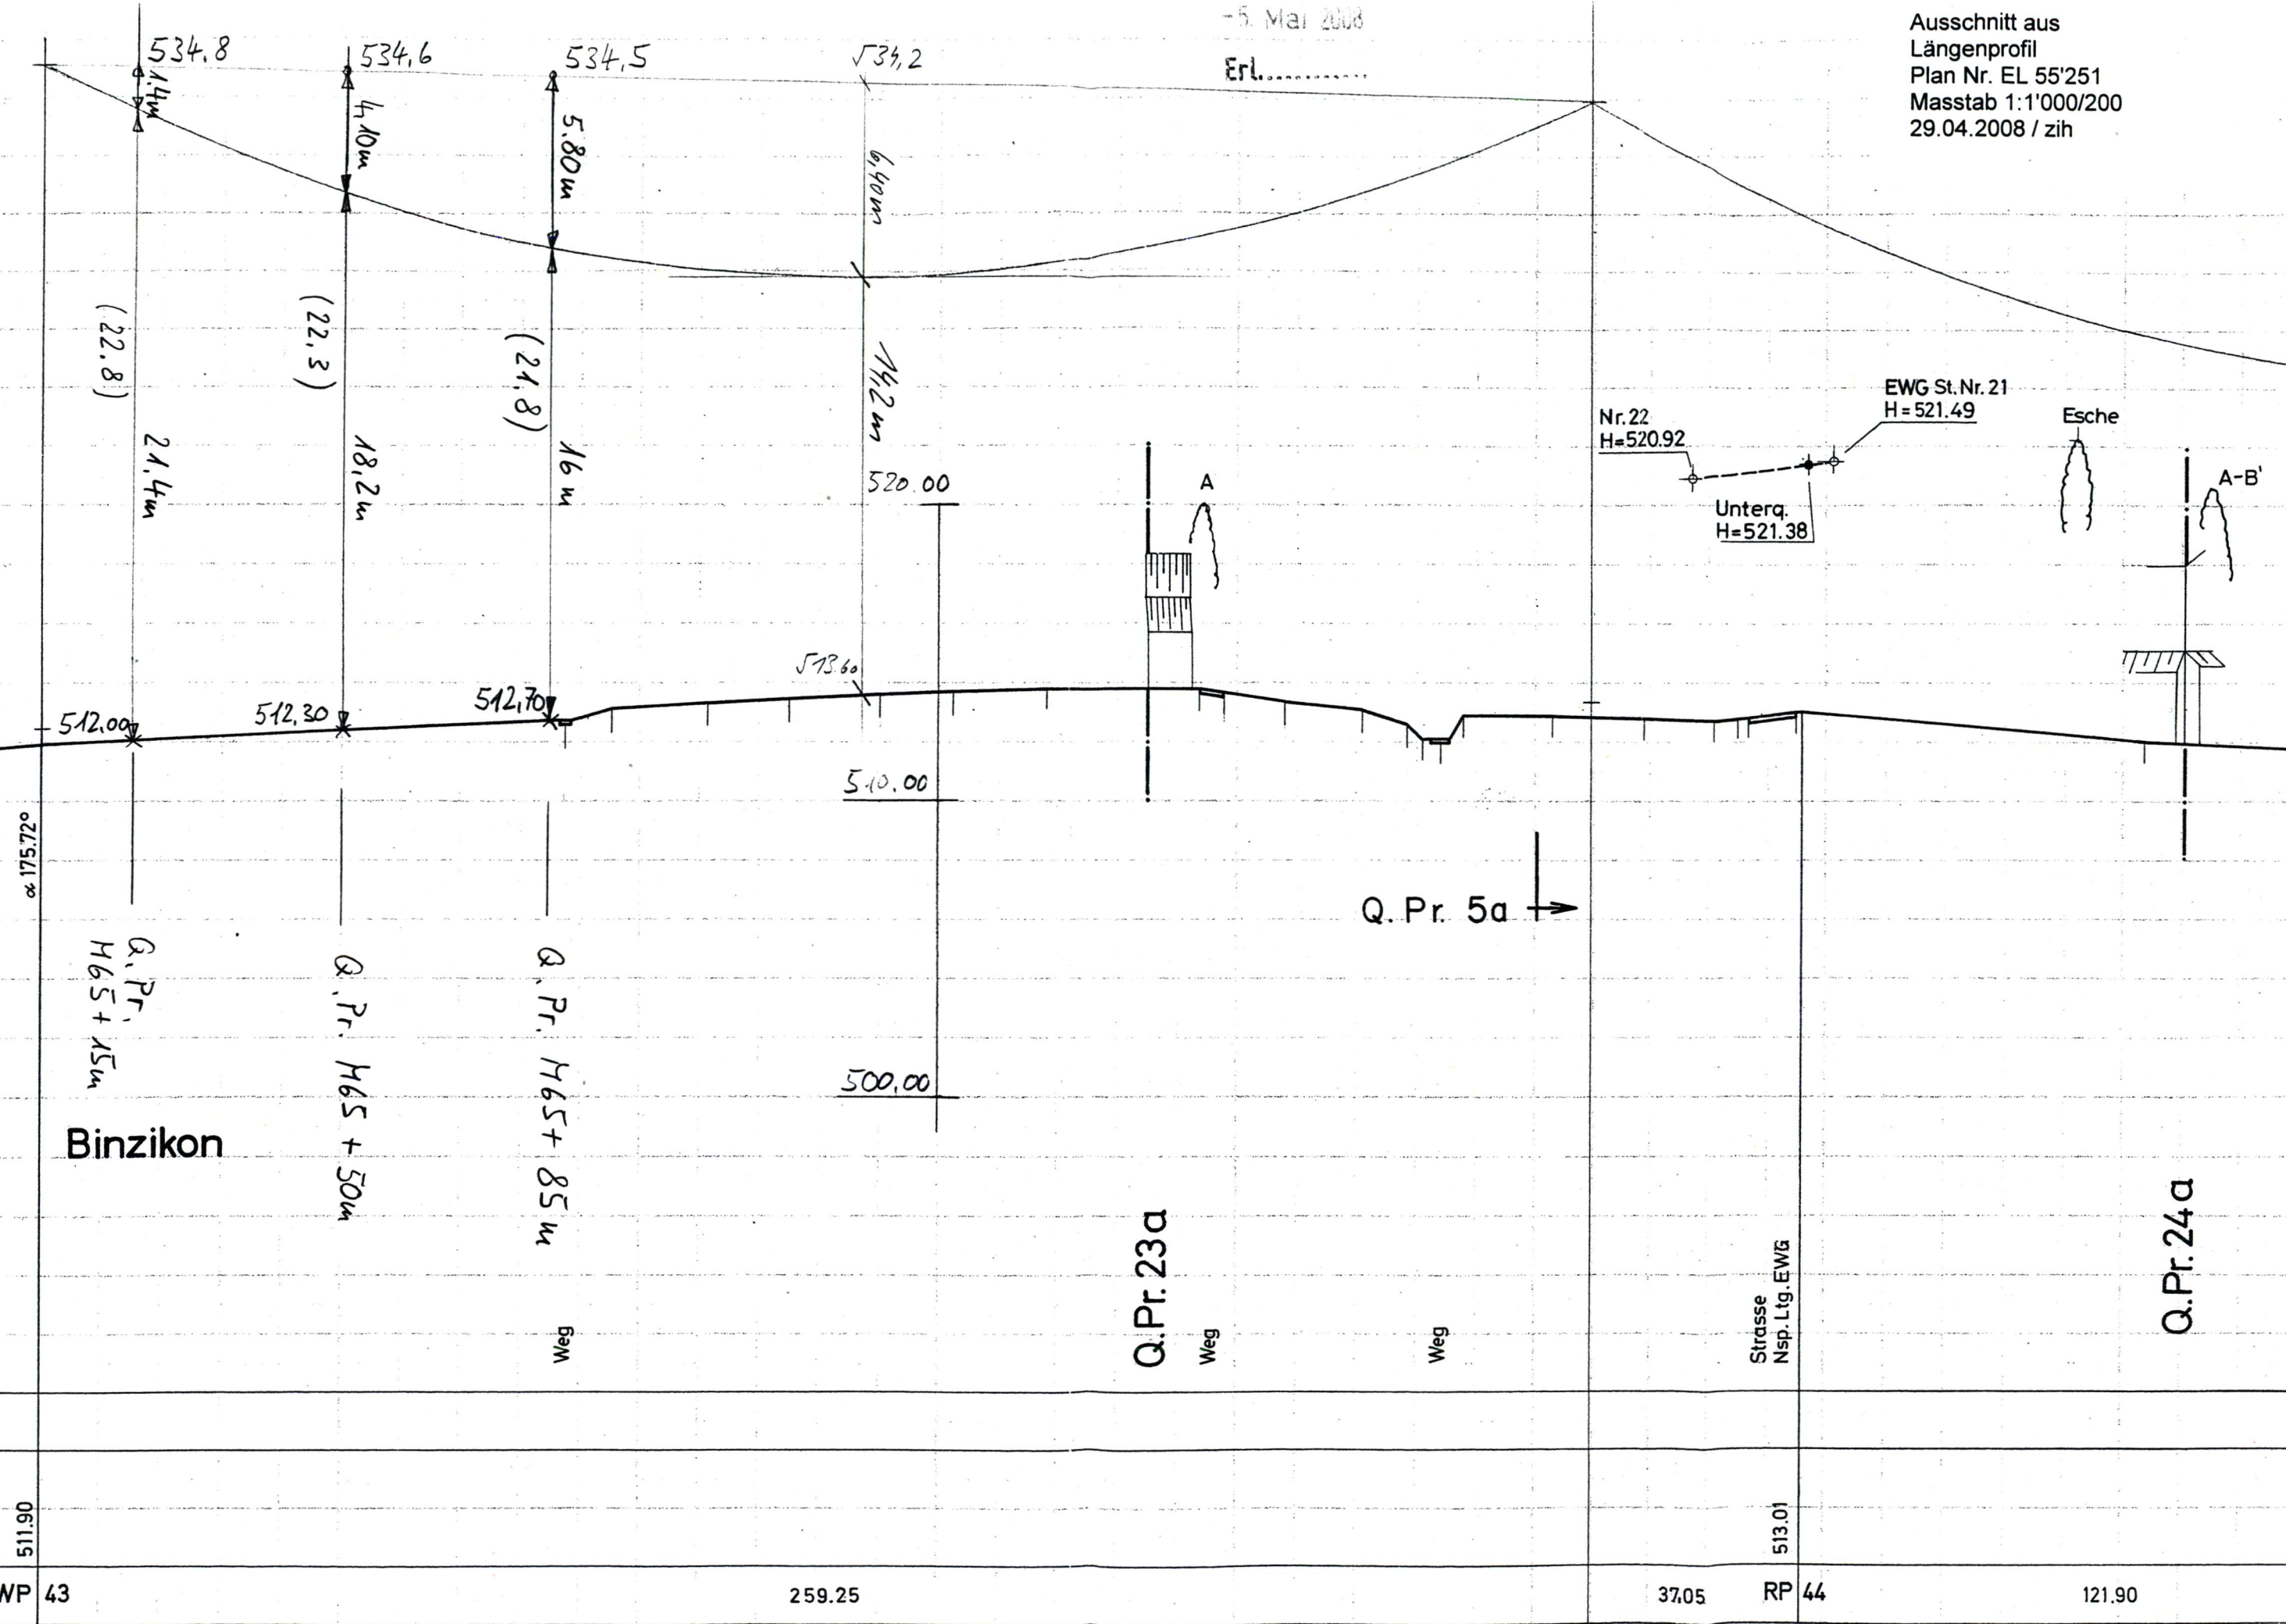 -5. Mai 2008
Erl..............
Ausschnitt aus
Längenprofil
Plan Nr. EL 55'251
Masstab 1:1'000/200
29.04.2008 / zih
534.8
534.6
534.5
534,2
1.4m
4,10m
5.80m
6,40m
(22.8)
(22,3)
(21,8)
14,2 m
21.4m
18,2m
16 m
EWG St.Nr. 21
H=521.49
Nr. 22
H=520.92
Unterq.
H=521.38
Esche
A
A-B'
520.00
513.60
512.00
512,30
512,70
510.00
500.00
α 175.72°
Q. Pr. 5a
Q. Pr.
M65 + 15m
Q. Pr. M65 + 50m
Q. Pr. M65 + 85m
Binzikon
Weg
Q.Pr. 23a
Weg
Weg
Strasse
Nsp. Ltg. EWG
Q.Pr. 24a
511.90
513.01
WP 43
259.25
37.05
RP 44
121.90